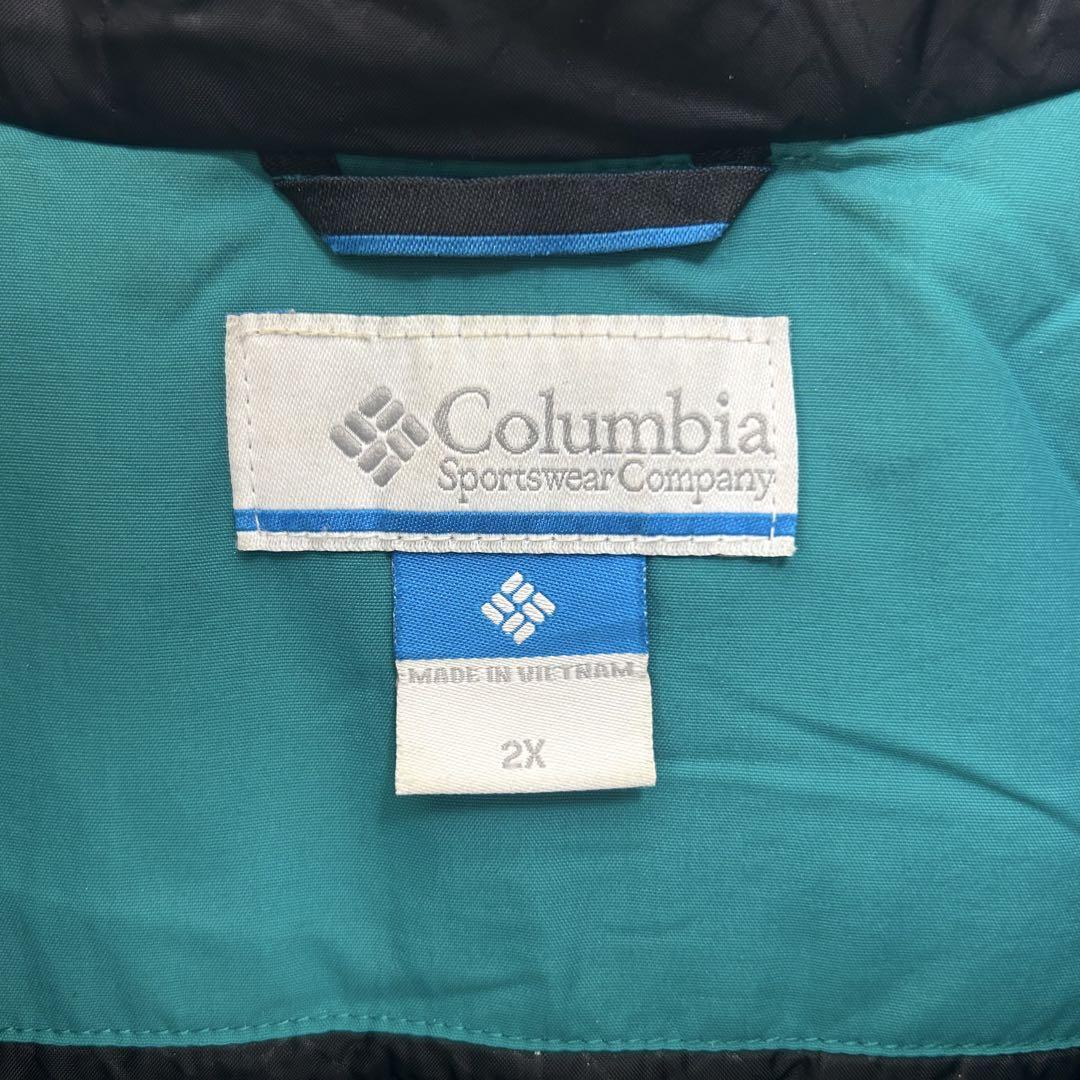 Columbia
Sportswear Company
MADE IN VIETNAM
2X